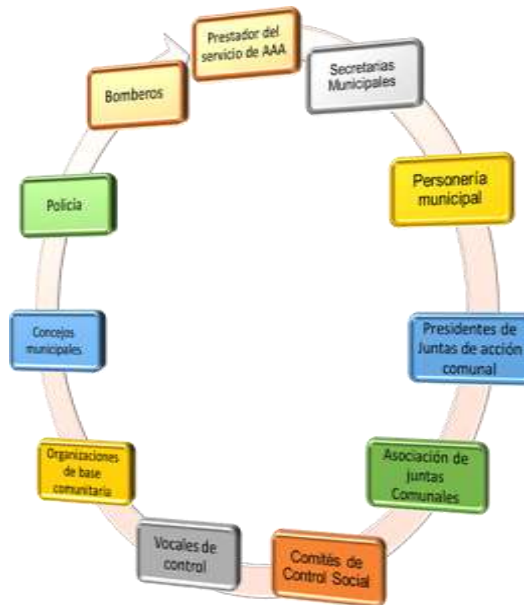 Prestador del
servicio de AAA
Secretarias
Municipales
Personería
municipal
Presidentes de
Juntas de acción
comunal
Asociación de
juntas
Comunales
Comités de
Control Social
Vocales de
control
Organizaciones
de base
comunitaria
Concejos
municipales
Policía
Bomberos